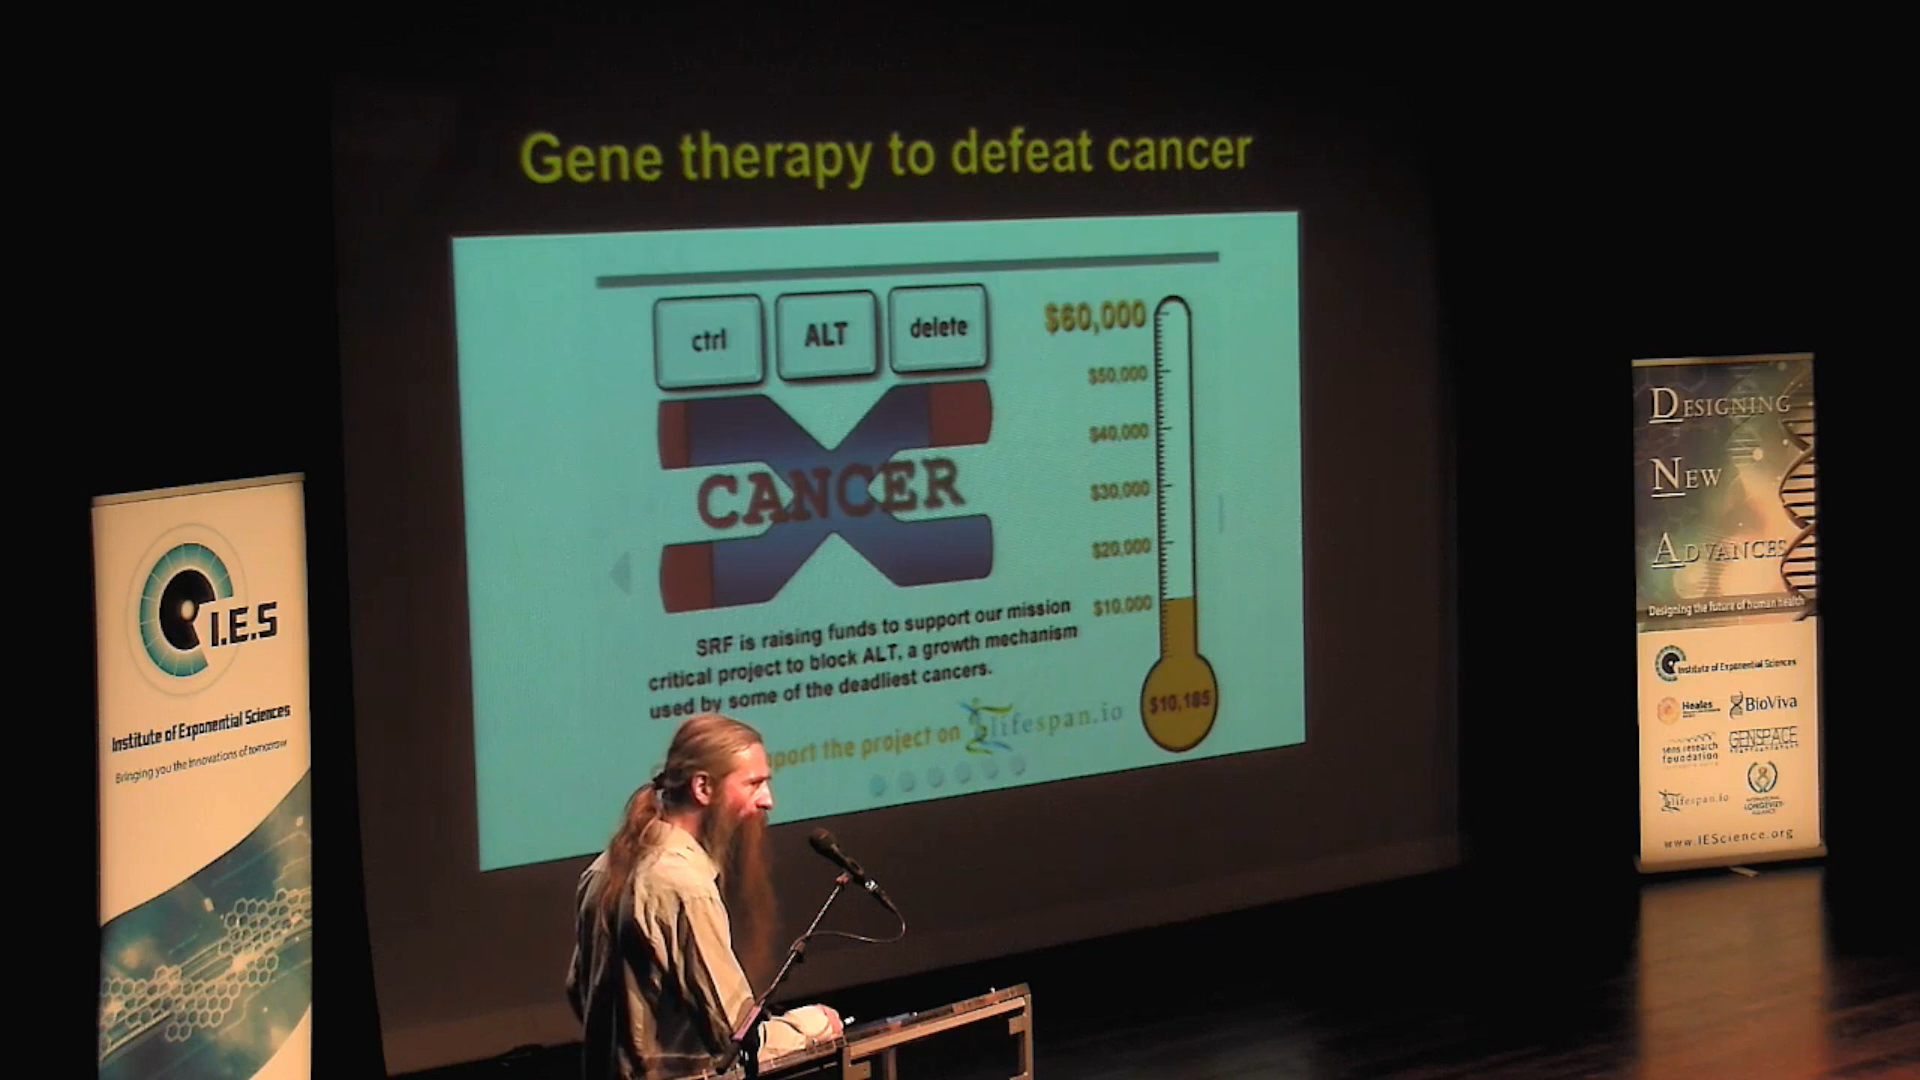 Gene therapy to defeat cancer
ctrl
ALT
delete
CANCER
$60,000
$50,000
$40,000
$30,000
$20,000
$10,000
$10,185
SRF is raising funds to support our mission
critical project to block ALT, a growth mechanism
used by some of the deadliest cancers.
the project on lifespan.io
I.E.S
Institute of Exponential Sciences
Bringing you the innovations of tomorrow
DESIGNING
NEW
ADVANCES
Designing the future of human health
Institute of Exponential Sciences
Heales
BioViva
sens research
foundation
GENSPACE
lifespan.io
INTERNATIONAL
LONGEVITY
ALLIANCE
www.IEScience.org